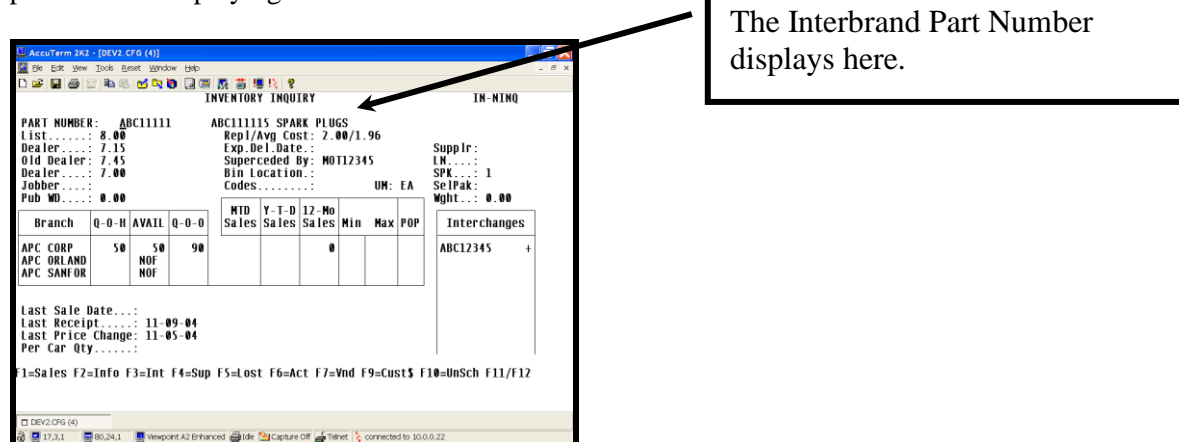 The Interbrand Part Number
displays here.
AccuTerm 2K2 - [DEV2.CFG (4)]
File Edit View Tools Reset Window Help
INVENTORY INQUIRY IN-NINQ
PART NUMBER: ABC11111 ABC111115 SPARK PLUGS
List......: 8.00 Repl/Avg Cost: 2.00/1.96
Dealer....: 7.15 Exp.Del.Date.: Supplr:
Old Dealer: 7.45 Superceded By: MOT12345 LN....:
Dealer....: 7.00 Bin Location.: SPK...: 1
Jobber....: Codes........: UM: EA SelPak:
Pub WD....: 0.00 Wght..: 0.00
MTD Y-T-D 12-Mo
Branch Q-O-H AVAIL Q-O-O Sales Sales Sales Min Max POP Interchanges
APC CORP 50 50 90 0 ABC12345 +
APC ORLAND NOF
APC SANFOR NOF
Last Sale Date...:
Last Receipt.....: 11-09-04
Last Price Change: 11-05-04
Per Car Qty......:
F1=Sales F2=Info F3=Int F4=Sup F5=Lost F6=Act F7=Vnd F9=Cust$ F10=UnSch F11/F12
DEV2.CFG (4)
17,3,1 80,24,1 Viewpoint A2 Enhanced Idle Capture Off Telnet connected to 10.0.0.22